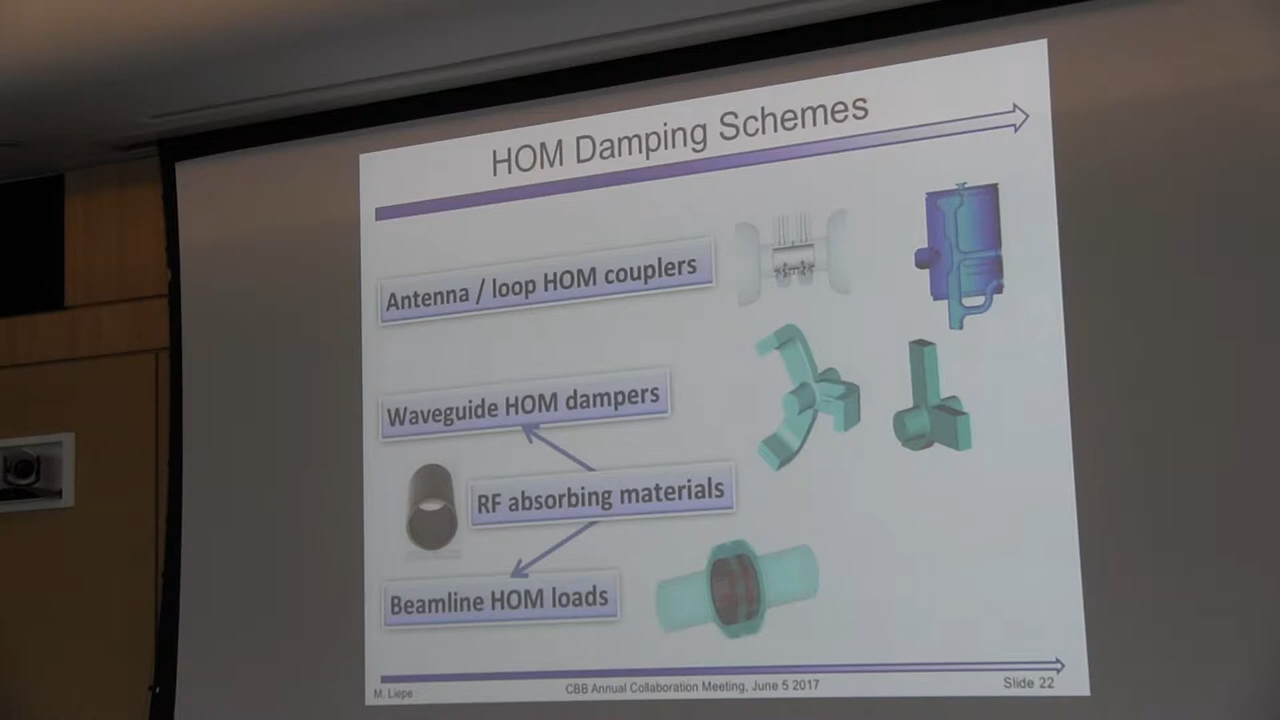 HOM Damping Schemes
Antenna / loop HOM couplers
Waveguide HOM dampers
RF absorbing materials
Beamline HOM loads
M. Liepe
CBB Annual Collaboration Meeting, June 5 2017
Slide 22